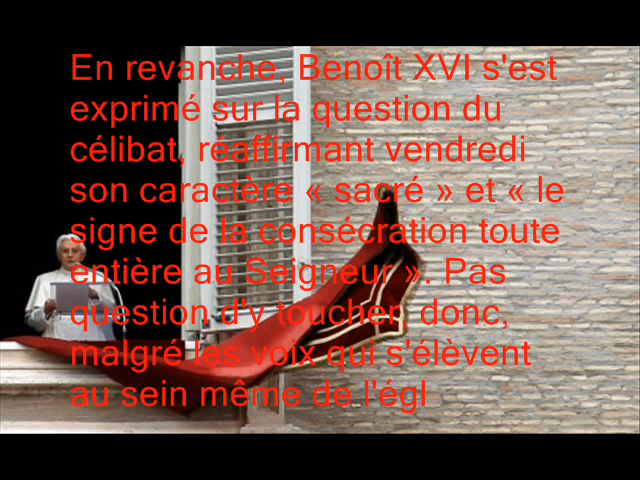 En revanche, Benoît XVI s'est
exprimé sur la question du
célibat, réaffirmant vendredi
son caractère « sacré » et « le
signe de la consécration toute
entière au Seigneur ». Pas
question d'y toucher, donc,
malgré les voix qui s'élèvent
au sein même de l'égl